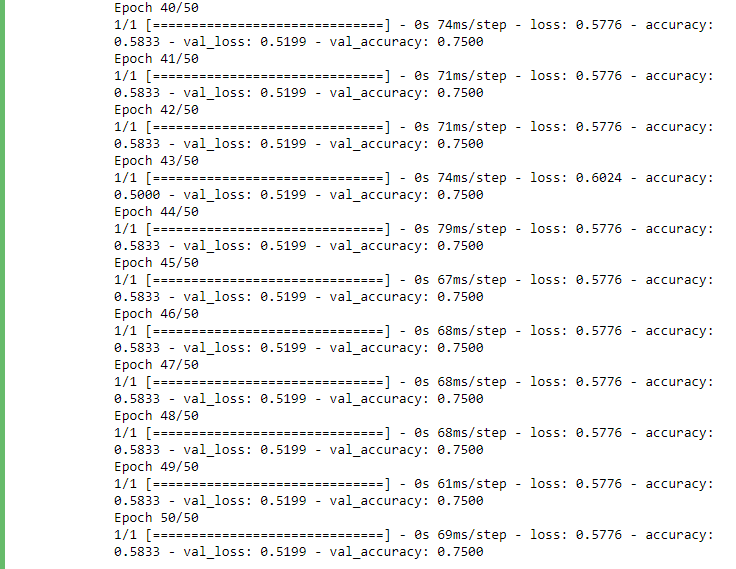 Epoch 40/50
1/1 [==============================] - 0s 74ms/step - loss: 0.5776 - accuracy:
0.5833 - val_loss: 0.5199 - val_accuracy: 0.7500
Epoch 41/50
1/1 [==============================] - 0s 71ms/step - loss: 0.5776 - accuracy:
0.5833 - val_loss: 0.5199 - val_accuracy: 0.7500
Epoch 42/50
1/1 [==============================] - 0s 71ms/step - loss: 0.5776 - accuracy:
0.5833 - val_loss: 0.5199 - val_accuracy: 0.7500
Epoch 43/50
1/1 [==============================] - 0s 74ms/step - loss: 0.6024 - accuracy:
0.5000 - val_loss: 0.5199 - val_accuracy: 0.7500
Epoch 44/50
1/1 [==============================] - 0s 79ms/step - loss: 0.5776 - accuracy:
0.5833 - val_loss: 0.5199 - val_accuracy: 0.7500
Epoch 45/50
1/1 [==============================] - 0s 67ms/step - loss: 0.5776 - accuracy:
0.5833 - val_loss: 0.5199 - val_accuracy: 0.7500
Epoch 46/50
1/1 [==============================] - 0s 68ms/step - loss: 0.5776 - accuracy:
0.5833 - val_loss: 0.5199 - val_accuracy: 0.7500
Epoch 47/50
1/1 [==============================] - 0s 68ms/step - loss: 0.5776 - accuracy:
0.5833 - val_loss: 0.5199 - val_accuracy: 0.7500
Epoch 48/50
1/1 [==============================] - 0s 68ms/step - loss: 0.5776 - accuracy:
0.5833 - val_loss: 0.5199 - val_accuracy: 0.7500
Epoch 49/50
1/1 [==============================] - 0s 61ms/step - loss: 0.5776 - accuracy:
0.5833 - val_loss: 0.5199 - val_accuracy: 0.7500
Epoch 50/50
1/1 [==============================] - 0s 69ms/step - loss: 0.5776 - accuracy:
0.5833 - val_loss: 0.5199 - val_accuracy: 0.7500